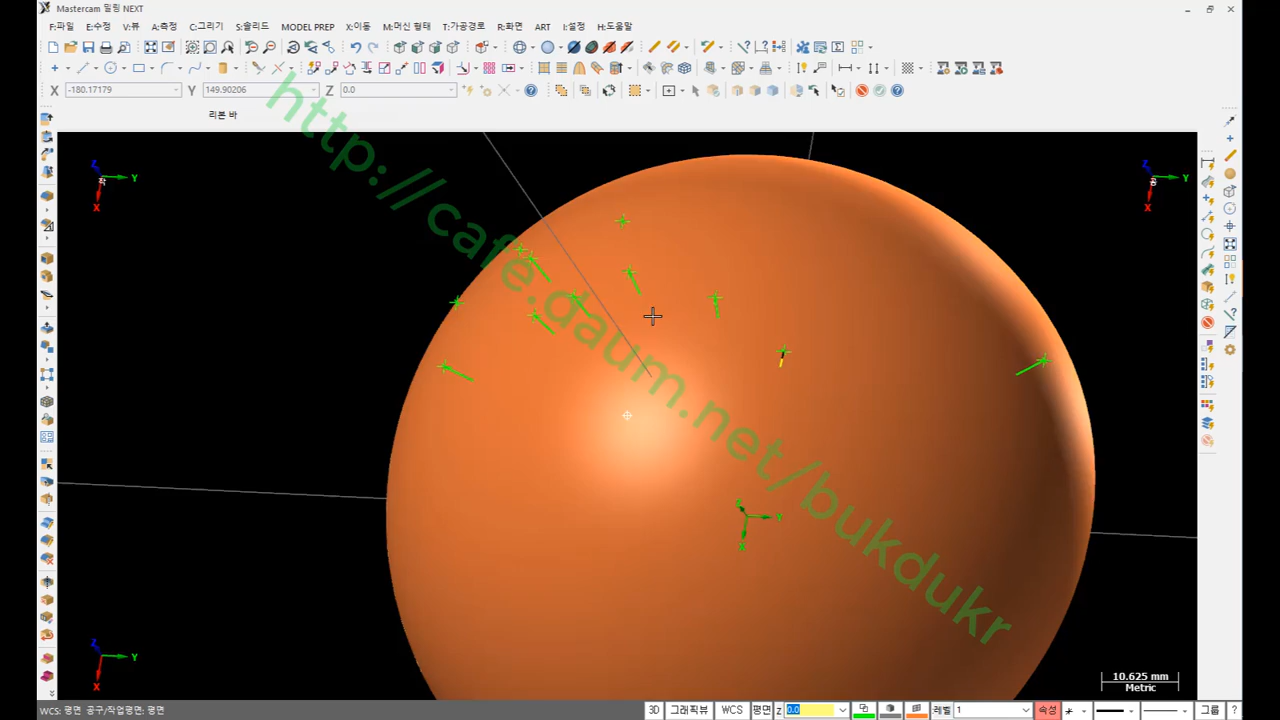 Mastercam 밀링 NEXT
F:파일 E:수정 V:뷰 A:측정 C:그리기 S:솔리드 MODEL PREP X:이동 M:머신 형태 T:가공경로 R:화면 ART I:설정 H:도움말
X -180.17179 Y 149.90206 Z 0.0
리본 바
Z Y X
Z Y X
http://cafe.daum.net/bukdukr
Z Y X
Z Y X
10.625 mm
Metric
WCS: 평면 공구/작업평면: 평면
3D 그래픽뷰 WCS 평면 Z 0.0 레벨 1 속성 그룹 ?